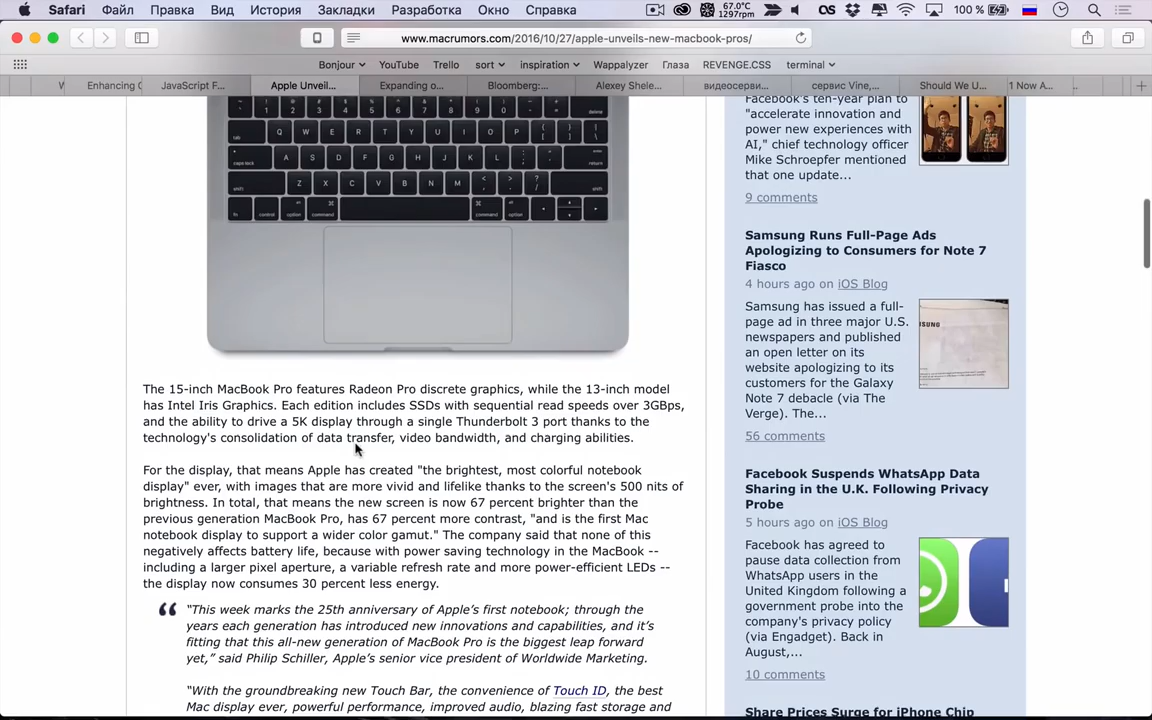 Safari Файл Правка Вид История Закладки Разработка Окно Справка 67.0°C 1297rpm 100 %
www.macrumors.com/2016/10/27/apple-unveils-new-macbook-pros/
Bonjour YouTube Trello sort inspiration Wappalyzer Глаза REVENGE.CSS terminal
Enhancing ( JavaScript F... Apple Unveil... Expanding o... Bloomberg:... Alexey Shele... видеосерви... сервис Vine,... Should We U... 1 Now A...
tab Q W E R T Y U I O P
A S D F G H J K L return
shift Z X C V B N M shift
fn control option command command option
The 15-inch MacBook Pro features Radeon Pro discrete graphics, while the 13-inch model
has Intel Iris Graphics. Each edition includes SSDs with sequential read speeds over 3GBps,
and the ability to drive a 5K display through a single Thunderbolt 3 port thanks to the
technology's consolidation of data transfer, video bandwidth, and charging abilities.
For the display, that means Apple has created "the brightest, most colorful notebook
display" ever, with images that are more vivid and lifelike thanks to the screen's 500 nits of
brightness. In total, that means the new screen is now 67 percent brighter than the
previous generation MacBook Pro, has 67 percent more contrast, "and is the first Mac
notebook display to support a wider color gamut." The company said that none of this
negatively affects battery life, because with power saving technology in the MacBook --
including a larger pixel aperture, a variable refresh rate and more power-efficient LEDs --
the display now consumes 30 percent less energy.
“This week marks the 25th anniversary of Apple’s first notebook; through the
years each generation has introduced new innovations and capabilities, and it’s
fitting that this all-new generation of MacBook Pro is the biggest leap forward
yet,” said Philip Schiller, Apple’s senior vice president of Worldwide Marketing.
“With the groundbreaking new Touch Bar, the convenience of Touch ID, the best
Mac display ever, powerful performance, improved audio, blazing fast storage and
Facebook's ten-year plan to
"accelerate innovation and
power new experiences with
AI," chief technology officer
Mike Schroepfer mentioned
that one update...
9 comments
Samsung Runs Full-Page Ads
Apologizing to Consumers for Note 7
Fiasco
4 hours ago on iOS Blog
Samsung has issued a full-
page ad in three major U.S.
newspapers and published
an open letter on its
website apologizing to its
customers for the Galaxy
Note 7 debacle (via The
Verge). The...
56 comments
Facebook Suspends WhatsApp Data
Sharing in the U.K. Following Privacy
Probe
5 hours ago on iOS Blog
Facebook has agreed to
pause data collection from
WhatsApp users in the
United Kingdom following a
government probe into the
company's privacy policy
(via Engadget). Back in
August,...
10 comments
Share Prices Surge for iPhone Chip